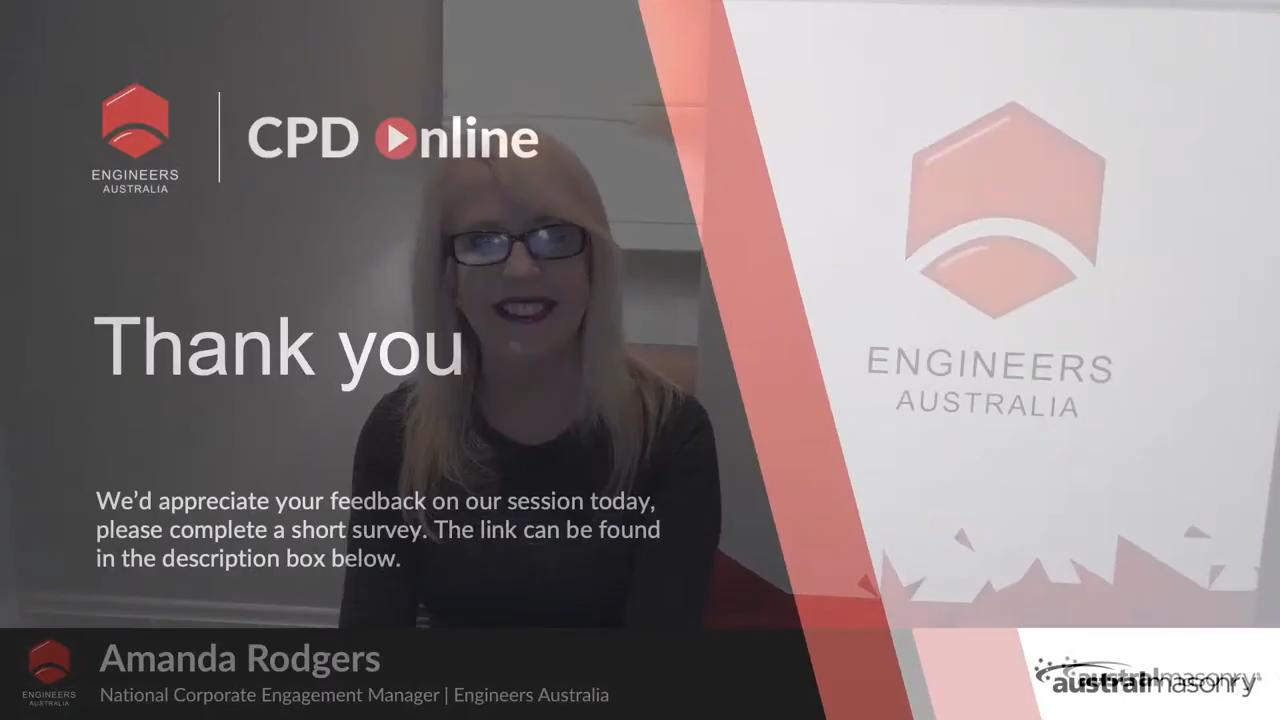 ENGINEERS
AUSTRALIA
CPD Online
Thank you
We’d appreciate your feedback on our session today,
please complete a short survey. The link can be found
in the description box below.
ENGINEERS
AUSTRALIA
ENGINEERS
AUSTRALIA
Amanda Rodgers
National Corporate Engagement Manager | Engineers Australia
australmasonry